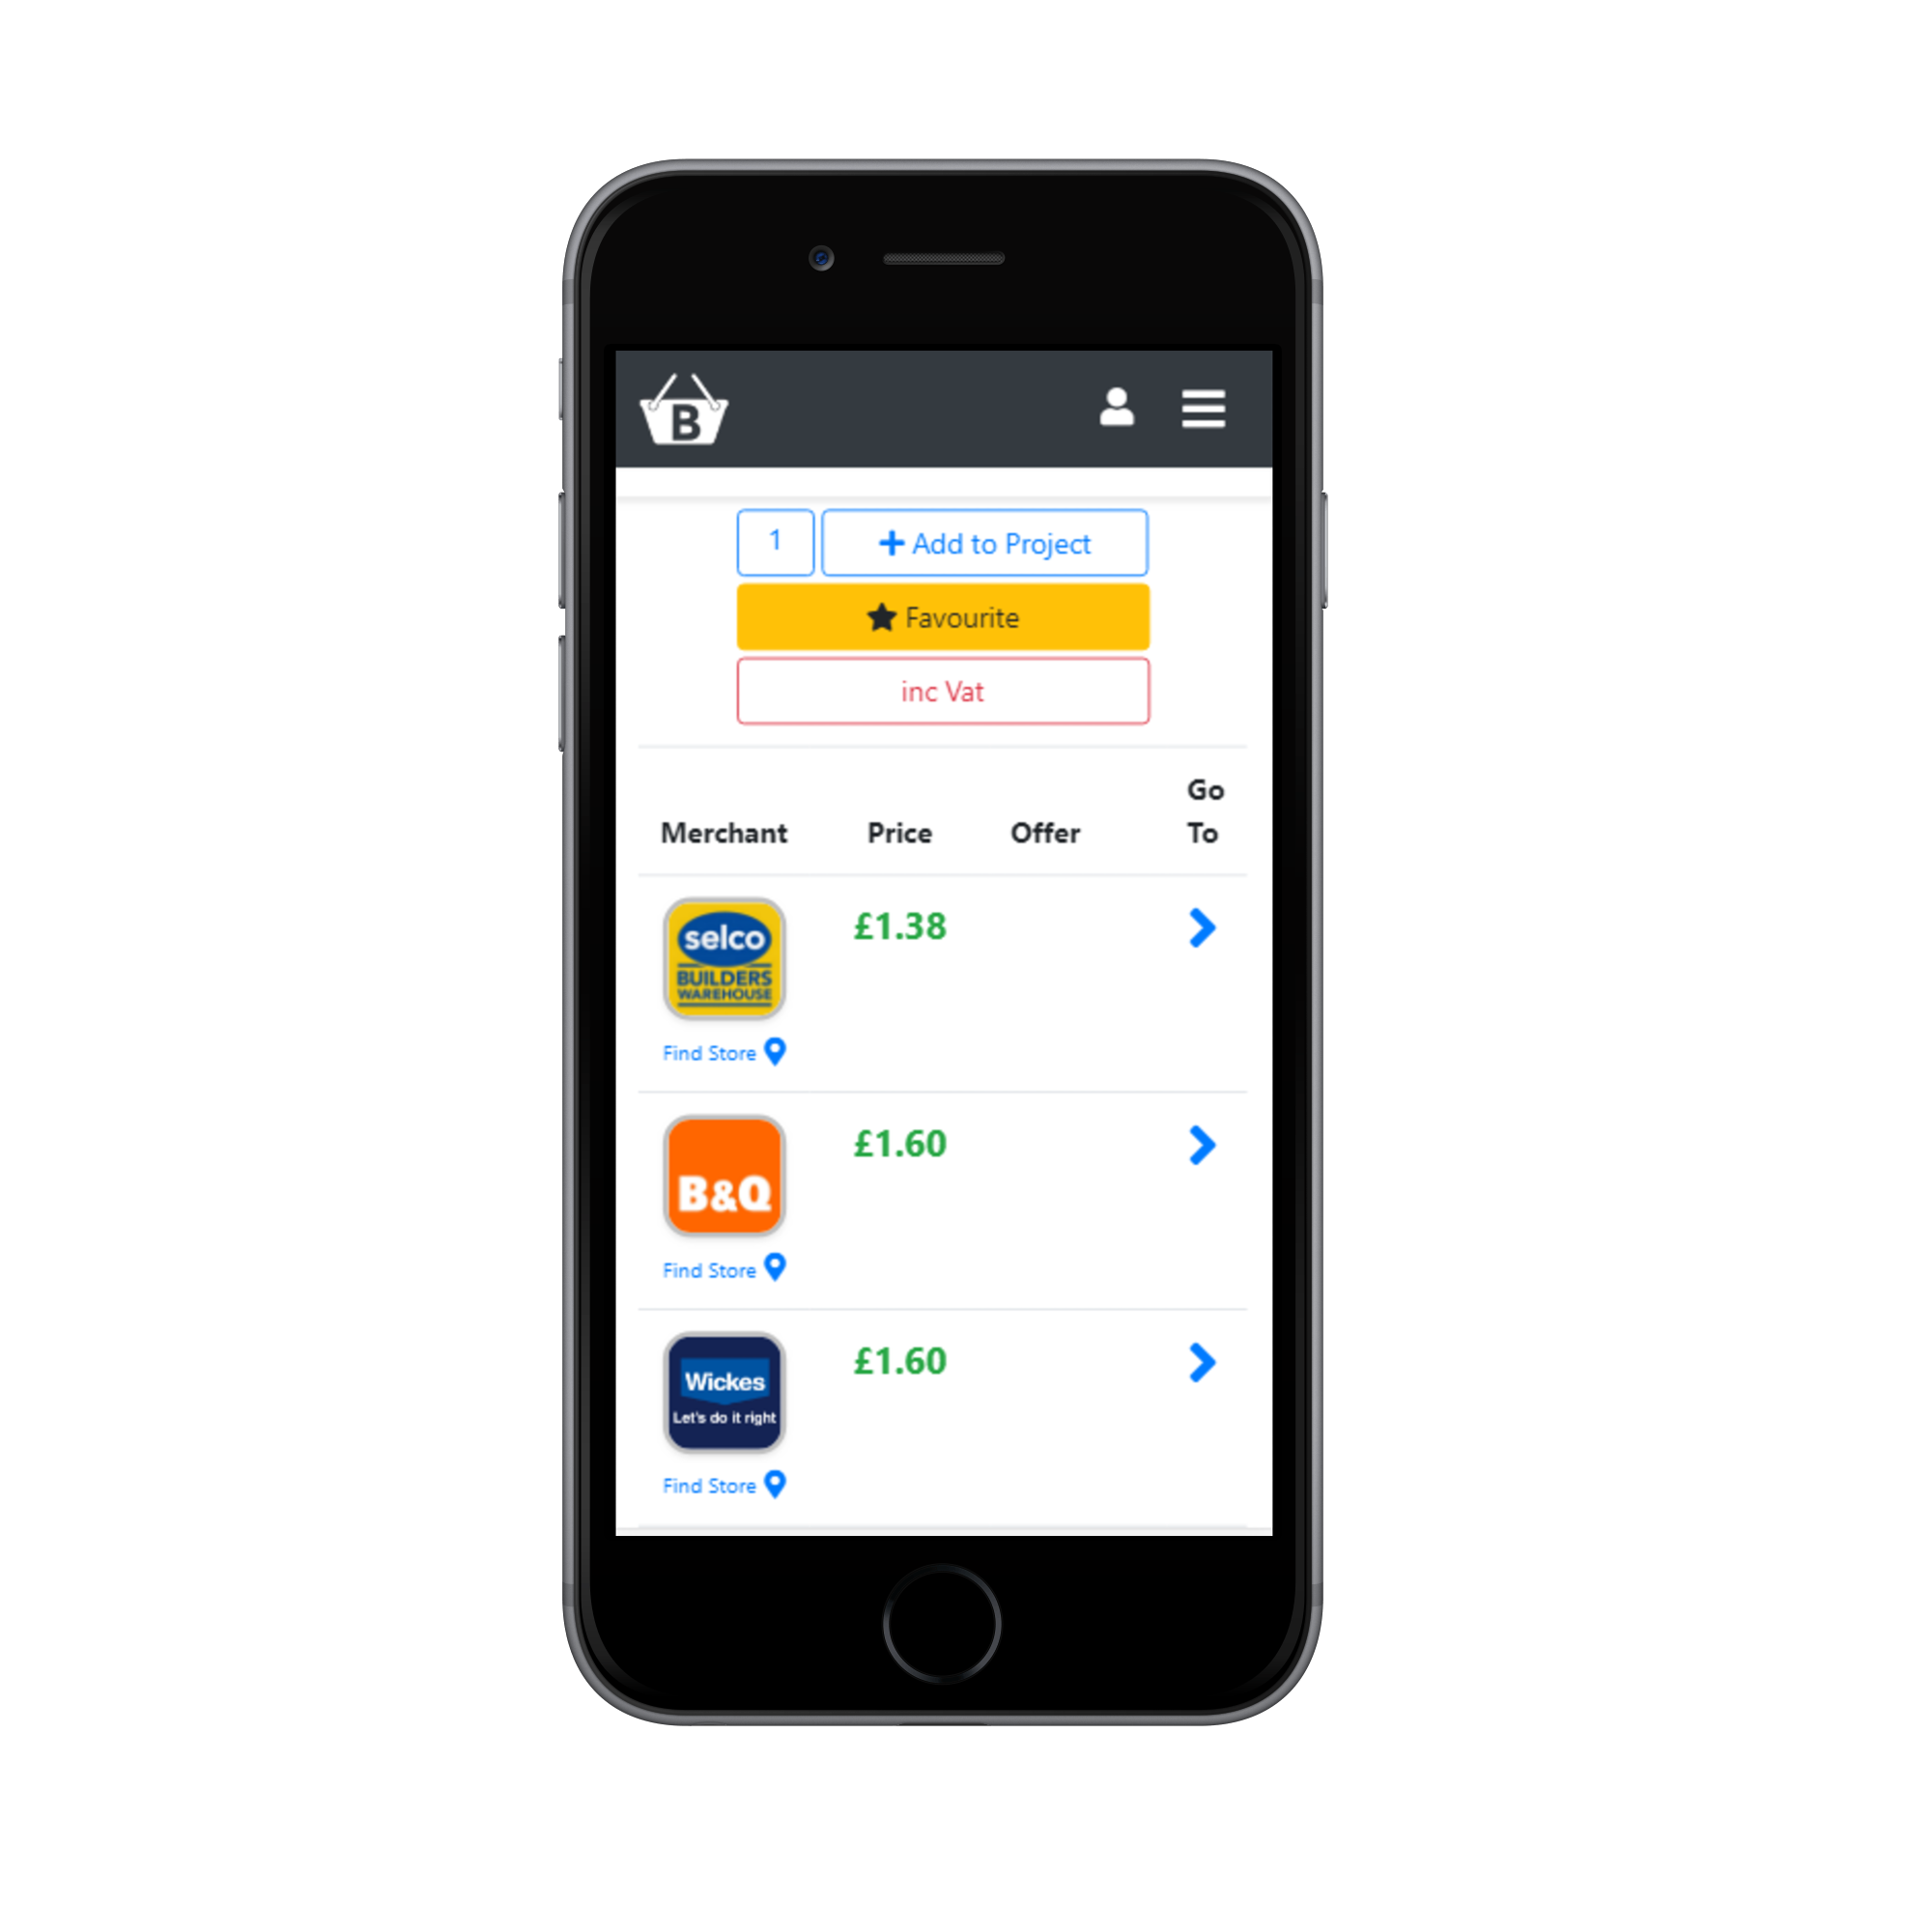 B
1
Add to Project
Favourite
inc Vat
Go
Merchant Price Offer To
selco
BUILDERS
WAREHOUSE
£1.38
Find Store
B&Q
£1.60
Find Store
Wickes
Let's do it right
£1.60
Find Store